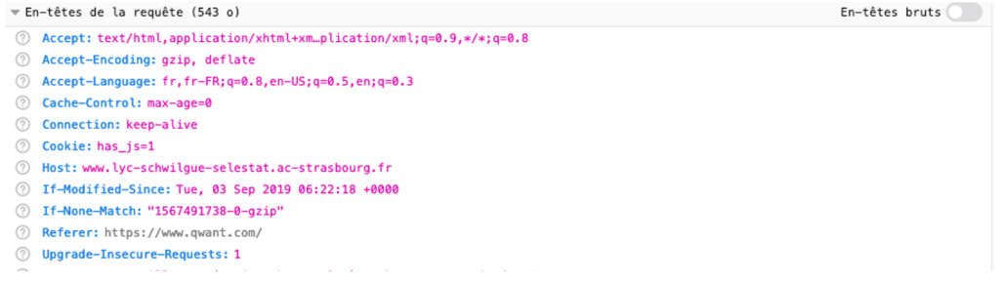 En-têtes de la requête (543 o) En-têtes bruts
Accept: text/html,application/xhtml+xm…plication/xml;q=0.9,*/*;q=0.8
Accept-Encoding: gzip, deflate
Accept-Language: fr,fr-FR;q=0.8,en-US;q=0.5,en;q=0.3
Cache-Control: max-age=0
Connection: keep-alive
Cookie: has_js=1
Host: www.lyc-schwilgue-selestat.ac-strasbourg.fr
If-Modified-Since: Tue, 03 Sep 2019 06:22:18 +0000
If-None-Match: "1567491738-0-gzip"
Referer: https://www.qwant.com/
Upgrade-Insecure-Requests: 1